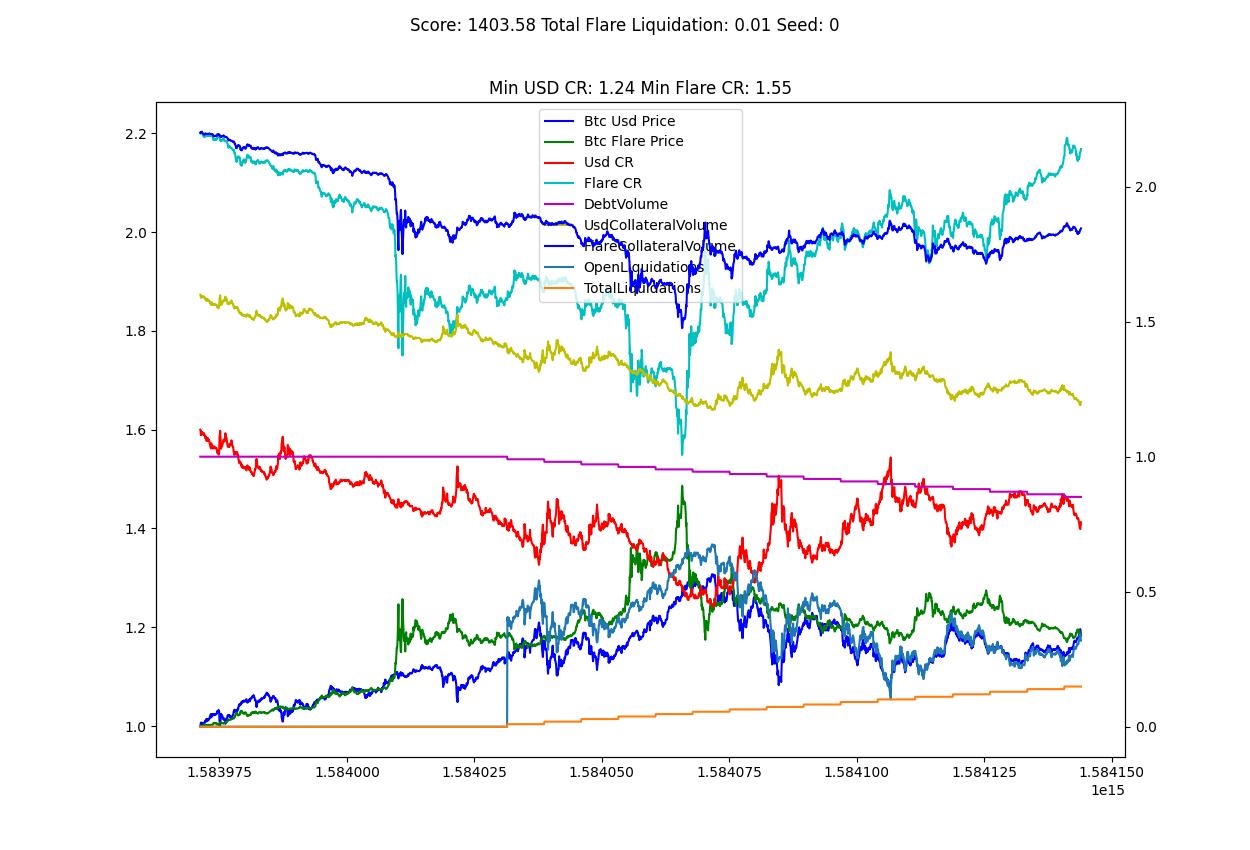 Score: 1403.58 Total Flare Liquidation: 0.01 Seed: 0
Min USD CR: 1.24 Min Flare CR: 1.55
Btc Usd Price
Btc Flare Price
Usd CR
Flare CR
DebtVolume
UsdCollateralVolume
FlareCollateralVolume
OpenLiquidations
TotalLiquidations
2.2
2.0
1.8
1.6
1.4
1.2
1.0
2.0
1.5
1.0
0.5
0.0
1.583975 1.584000 1.584025 1.584050 1.584075 1.584100 1.584125 1.584150
1e15